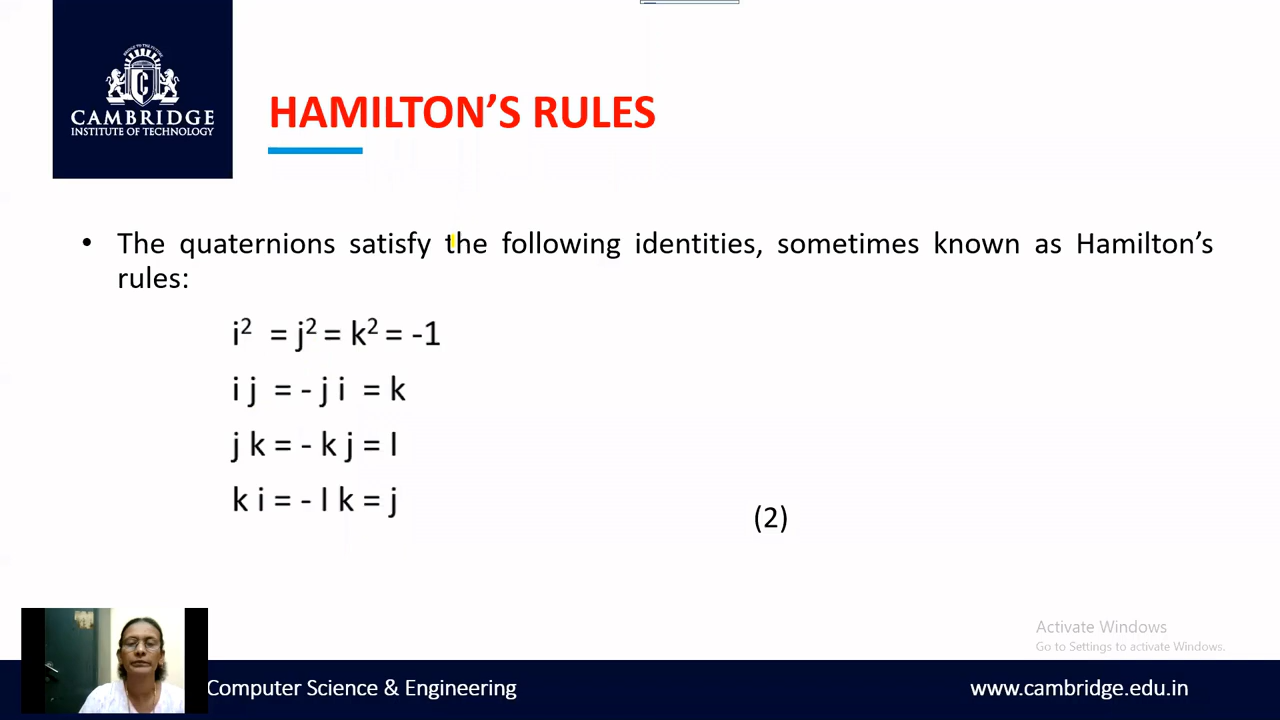 CAMBRIDGE
INSTITUTE OF TECHNOLOGY
HAMILTON'S RULES
• The quaternions satisfy the following identities, sometimes known as Hamilton's
rules:
i² = j² = k² = -1
i j = - j i = k
j k = - k j = I
k i = - I k = j
(2)
Activate Windows
Go to Settings to activate Windows.
Computer Science & Engineering
www.cambridge.edu.in